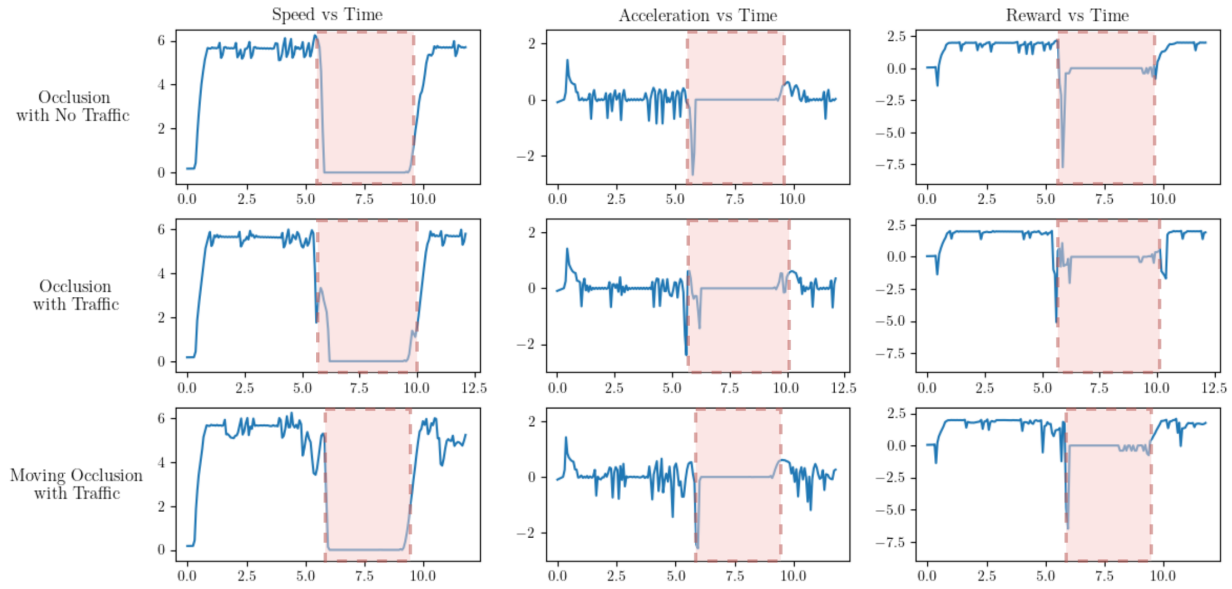 Speed vs Time
Acceleration vs Time
Reward vs Time
Occlusion
with No Traffic
6
4
2
0
0.0 2.5 5.0 7.5 10.0
2
0
−2
0.0 2.5 5.0 7.5 10.0
2.5
0.0
−2.5
−5.0
−7.5
0.0 2.5 5.0 7.5 10.0
Occlusion
with Traffic
6
4
2
0
0.0 2.5 5.0 7.5 10.0 12.5
2
0
−2
0.0 2.5 5.0 7.5 10.0 12.5
2.5
0.0
−2.5
−5.0
−7.5
0.0 2.5 5.0 7.5 10.0 12.5
Moving Occlusion
with Traffic
6
4
2
0
0.0 2.5 5.0 7.5 10.0
2
0
−2
0.0 2.5 5.0 7.5 10.0
2.5
0.0
−2.5
−5.0
−7.5
0.0 2.5 5.0 7.5 10.0